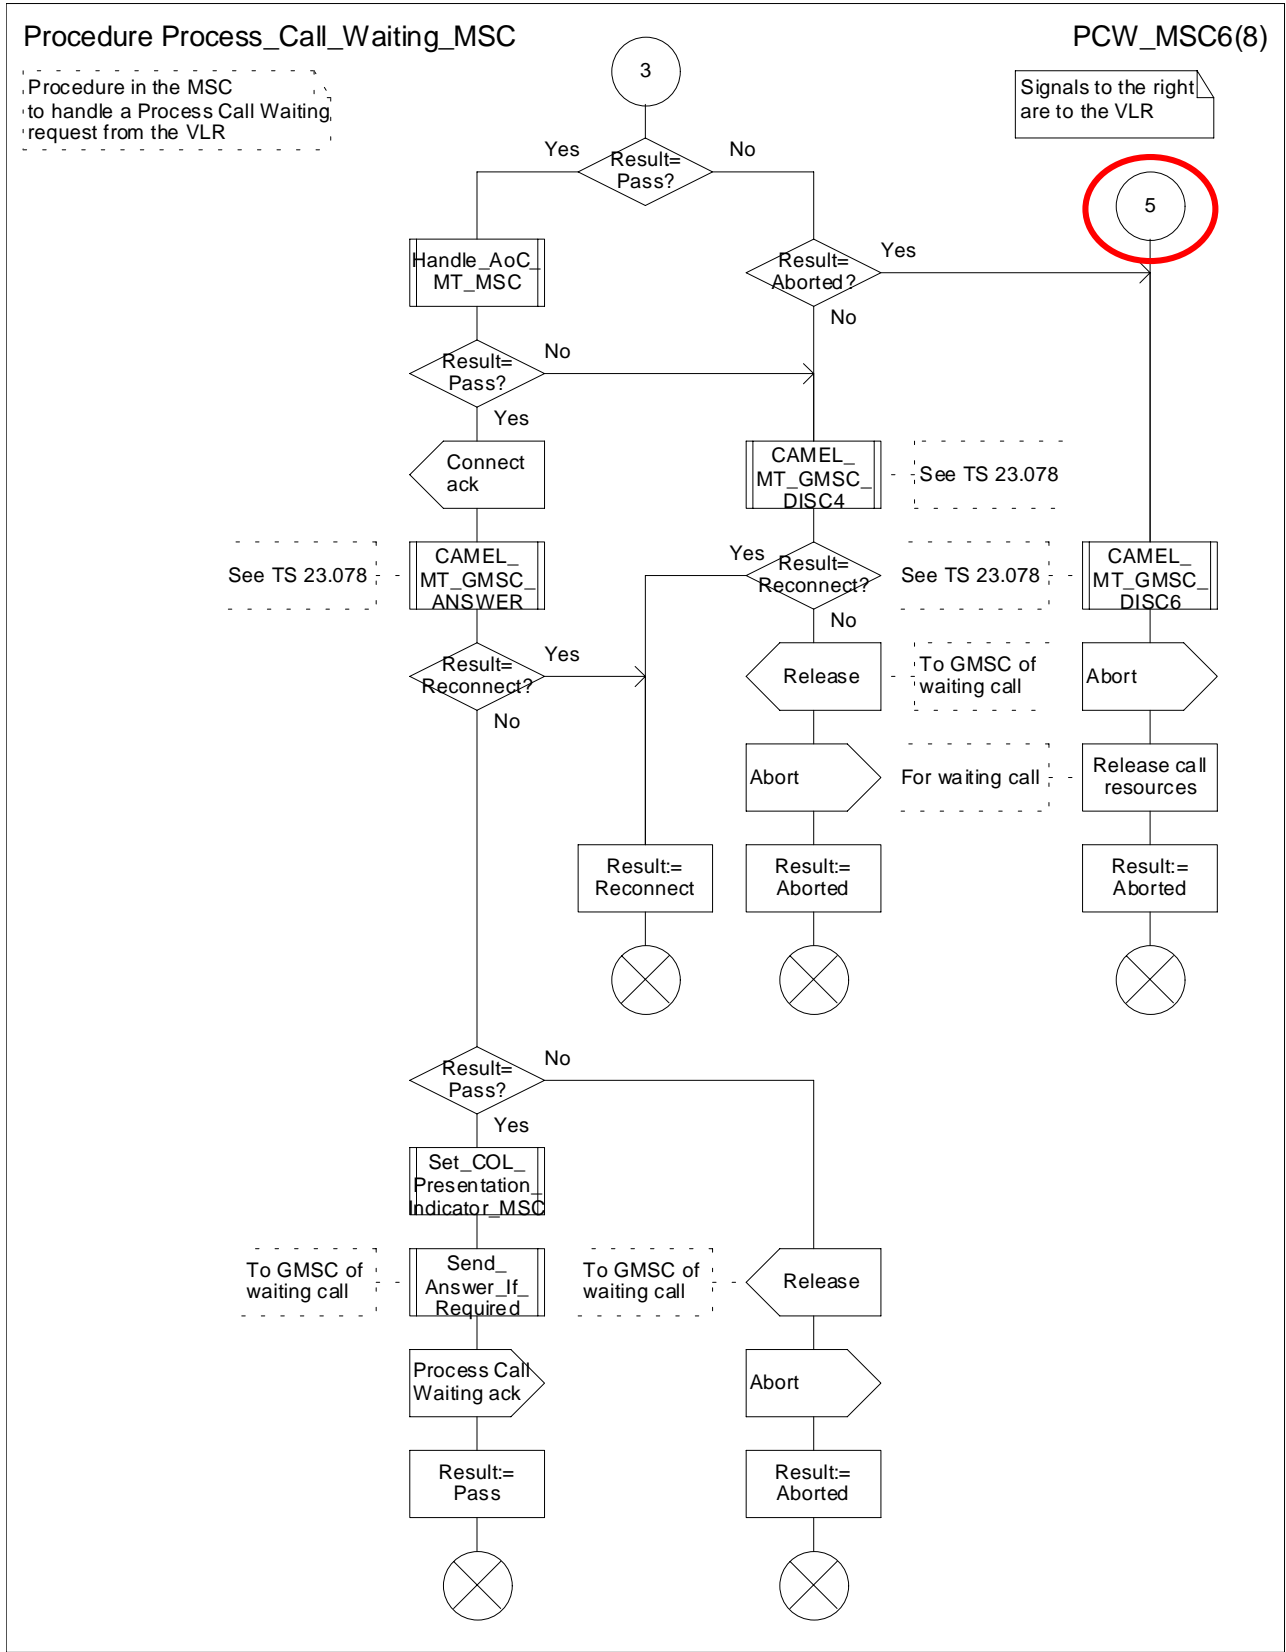 Procedure Process_Call_Waiting_MSC
PCW_MSC6(8)
Procedure in the MSC
to handle a Process Call Waiting
request from the VLR
3
Signals to the right
are to the VLR
Yes
Result=
Pass?
No
5
Handle_AoC_
MT_MSC
Result=
Aborted?
Yes
No
Result=
Pass?
No
Yes
Connect
ack
CAMEL_
MT_GMSC_
DISC4
See TS 23.078
See TS 23.078
CAMEL_
MT_GMSC_
ANSWER
Yes
Result=
Reconnect?
No
See TS 23.078
CAMEL_
MT_GMSC_
DISC6
Result=
Reconnect?
Yes
No
Release
To GMSC of
waiting call
Abort
Abort
For waiting call
Release call
resources
Result:=
Reconnect
Result:=
Aborted
Result:=
Aborted
Result=
Pass?
No
Yes
Set_COL_
Presentation_
Indicator_MSC
To GMSC of
waiting call
Send_
Answer_If_
Required
To GMSC of
waiting call
Release
Process Call
Waiting ack
Abort
Result:=
Pass
Result:=
Aborted